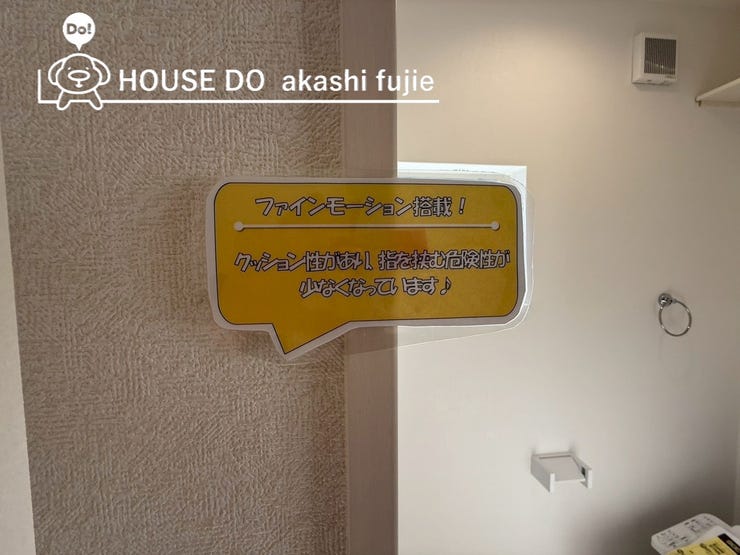 Do!
HOUSE DO akashi fujie
ファインモーション搭載！
クッション性があり、指を挟む危険性が
少なくなっています♪